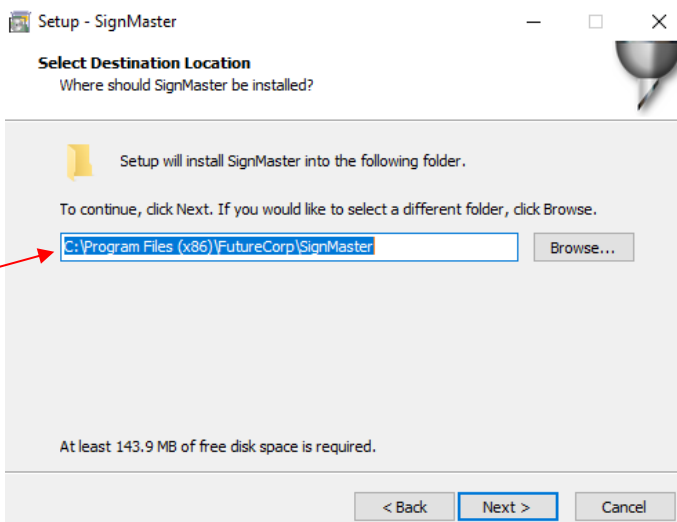 Setup - SignMaster
Select Destination Location
Where should SignMaster be installed?
Setup will install SignMaster into the following folder.
To continue, click Next. If you would like to select a different folder, click Browse.
C:\Program Files (x86)\FutureCorp\SignMaster
Browse...
At least 143.9 MB of free disk space is required.
< Back
Next >
Cancel